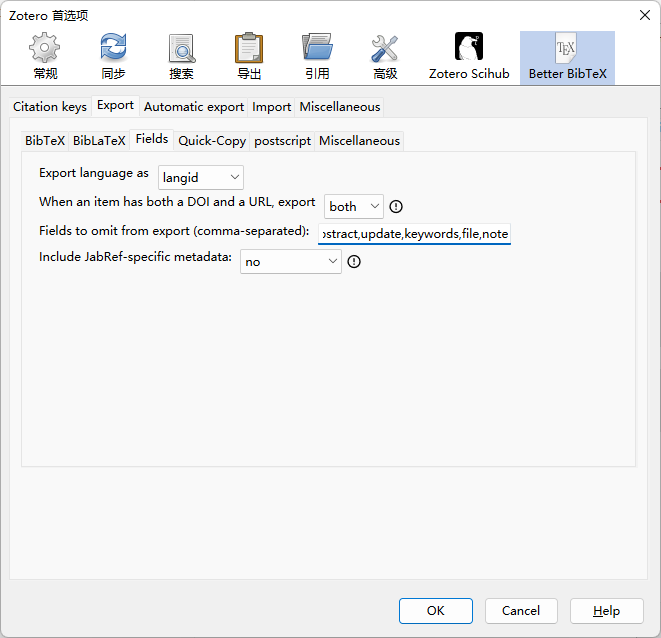 Zotero 首选项
常规 同步 搜索 导出 引用 高级 Zotero Scihub Better BibTeX
Citation keys Export Automatic export Import Miscellaneous
BibTeX BibLaTeX Fields Quick-Copy postscript Miscellaneous
Export language as langid
When an item has both a DOI and a URL, export both
Fields to omit from export (comma-separated): ostract,update,keywords,file,note
Include JabRef-specific metadata: no
OK Cancel Help